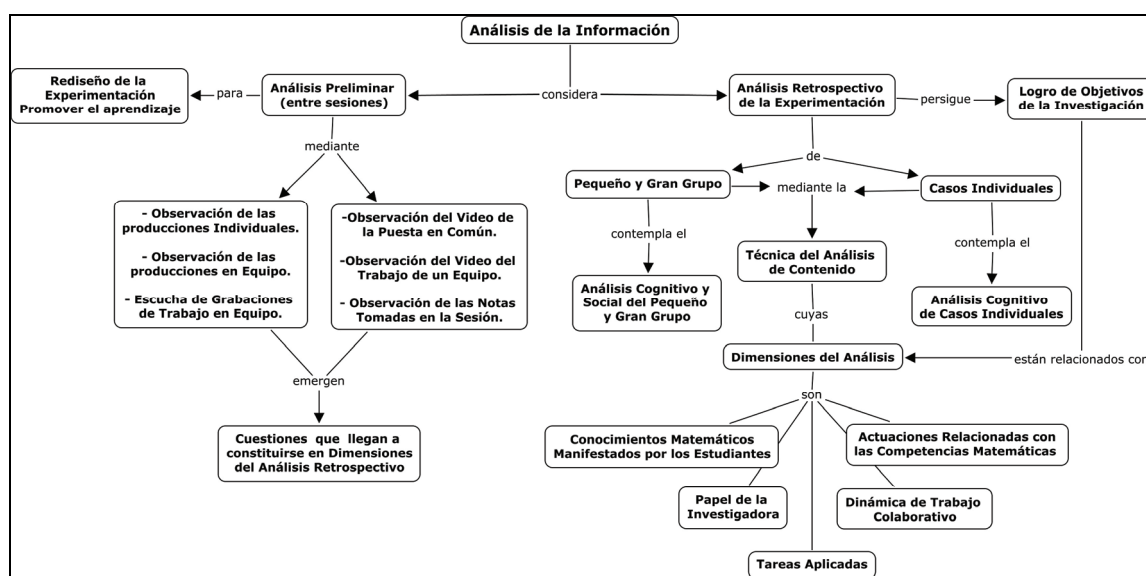 Análisis de la Información
Rediseño de la
Experimentación
Promover el aprendizaje
para
Análisis Preliminar
(entre sesiones)
considera
Análisis Retrospectivo
de la Experimentación
persigue
Logro de Objetivos
de la Investigación
mediante
de
Pequeño y Gran Grupo
mediante la
Casos Individuales
- Observación de las
producciones Individuales.
- Observación de las
producciones en Equipo.
- Escucha de Grabaciones
de Trabajo en Equipo.
-Observación del Video de
la Puesta en Común.
-Observación del Video del
Trabajo de un Equipo.
- Observación de las Notas
Tomadas en la Sesión.
contempla el
Técnica del Análisis
de Contenido
contempla el
Análisis Cognitivo y
Social del Pequeño
y Gran Grupo
Análisis Cognitivo
de Casos Individuales
cuyas
Dimensiones del Análisis
están relacionados con
emergen
son
Cuestiones que llegan a
constituirse en Dimensiones
del Análisis Retrospectivo
Conocimientos Matemáticos
Manifestados por los Estudiantes
Actuaciones Relacionadas con
las Competencias Matemáticas
Papel de la
Investigadora
Dinámica de Trabajo
Colaborativo
Tareas Aplicadas